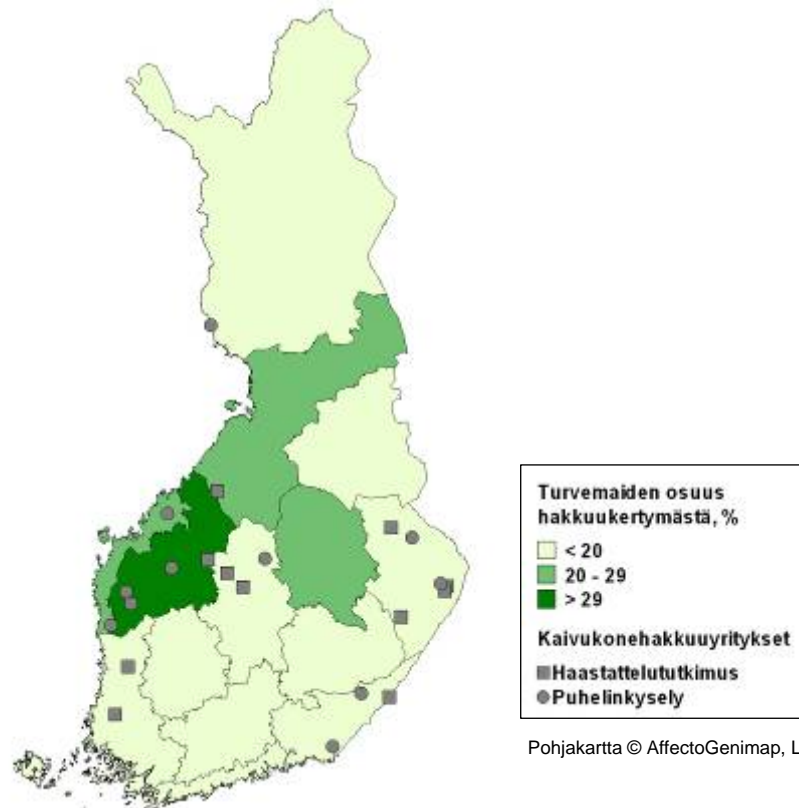 Turvemaiden osuus
hakkuukertymästä, %
< 20
20 - 29
> 29
Kaivukonehakkuuyritykset
Haastattelututkimus
Puhelinkysely
Pohjakartta © AffectoGenimap, L